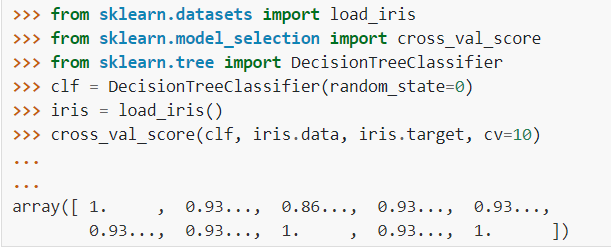 >>> from sklearn.datasets import load_iris
>>> from sklearn.model_selection import cross_val_score
>>> from sklearn.tree import DecisionTreeClassifier
>>> clf = DecisionTreeClassifier(random_state=0)
>>> iris = load_iris()
>>> cross_val_score(clf, iris.data, iris.target, cv=10)
...
...
array([ 1.     ,  0.93...,  0.86...,  0.93...,  0.93...,
        0.93...,  0.93...,  1.     ,  0.93...,  1.      ])